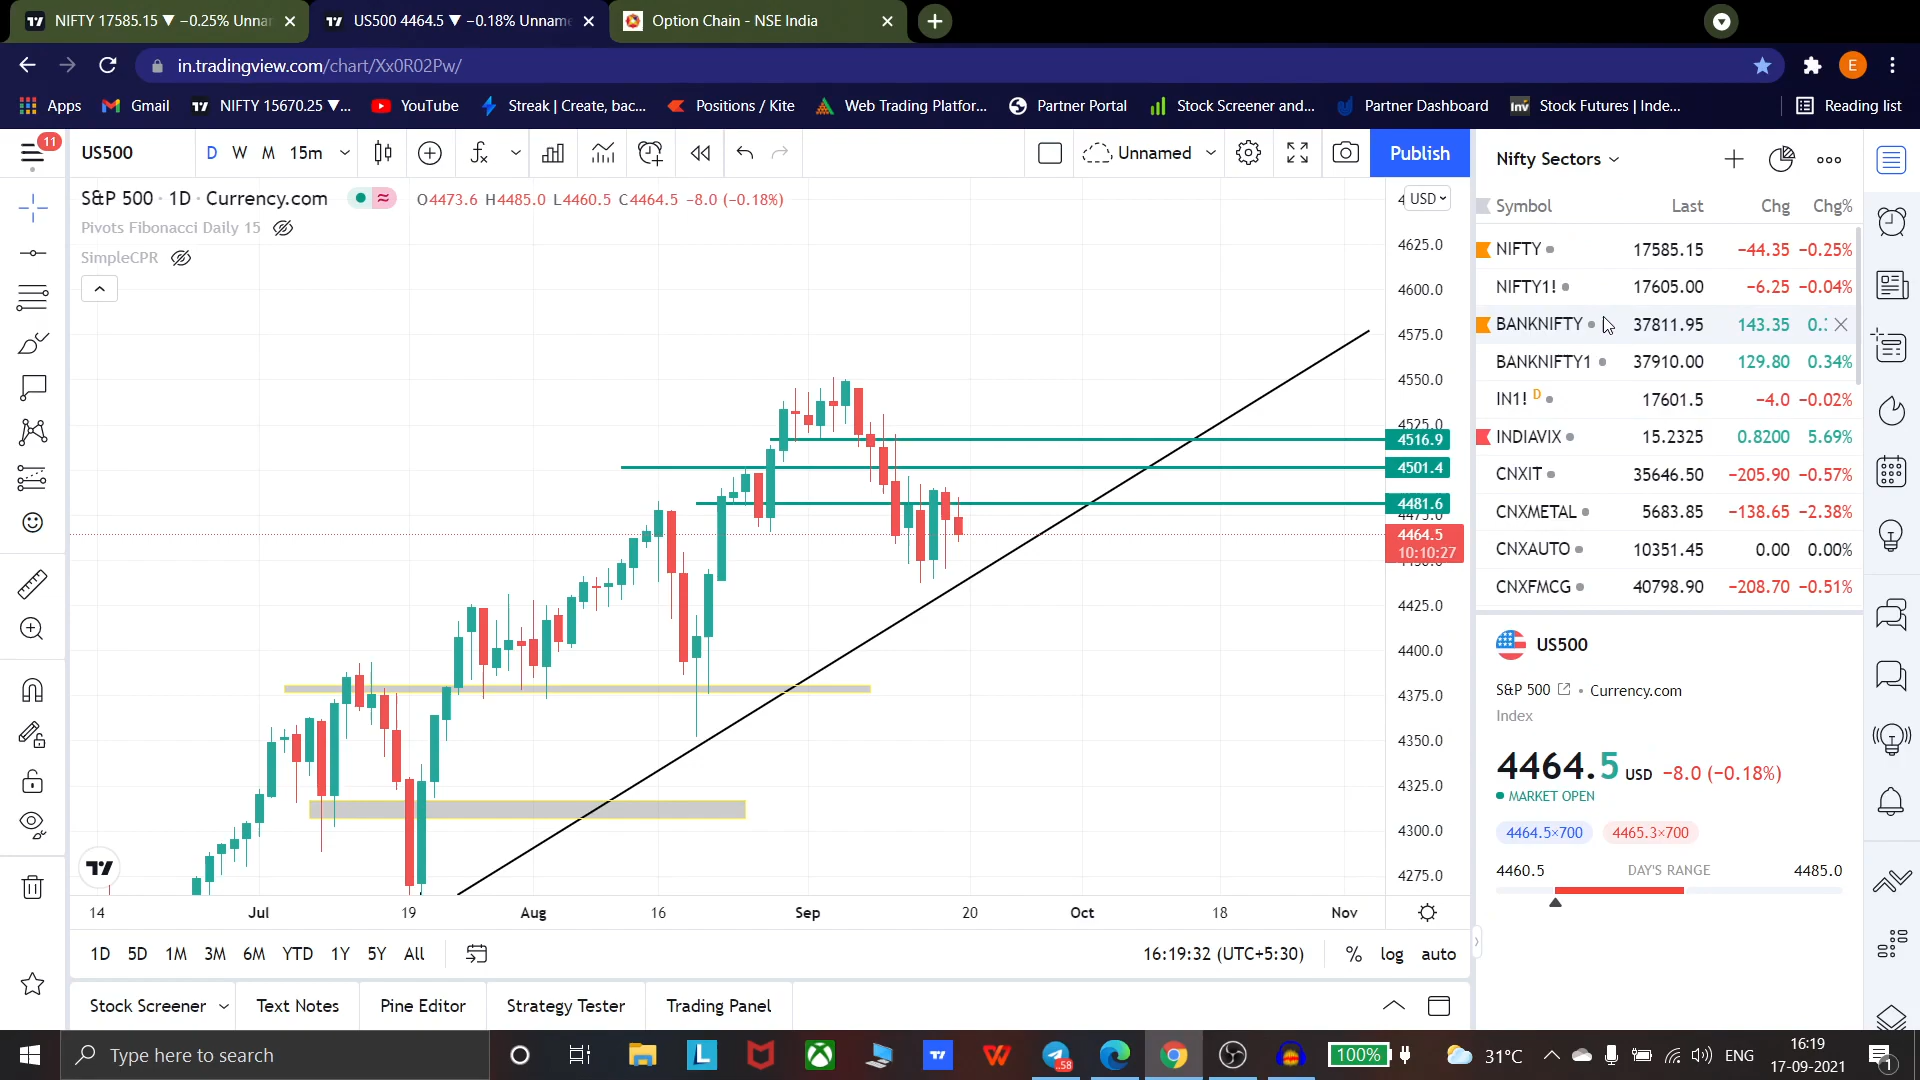 NIFTY 17585.15 ▼ −0.25% Unna
US500 4464.5 ▼ −0.18% Unname
Option Chain - NSE India
in.tradingview.com/chart/Xx0R02Pw/
E
Apps
Gmail
NIFTY 15670.25 ▼...
YouTube
Streak | Create, bac...
Positions / Kite
Web Trading Platfor...
Partner Portal
Stock Screener and...
Partner Dashboard
Inv
Stock Futures | Inde...
Reading list
11
US500
D
W
M
15m
Unnamed
Publish
S&P 500 · 1D · Currency.com
O4473.6 H4485.0 L4460.5 C4464.5 −8.0 (−0.18%)
Pivots Fibonacci Daily 15
SimpleCPR
USD
4625.0
4600.0
4575.0
4550.0
4525.0
4516.9
4501.4
4481.6
4475.0
4464.5
10:10:27
4425.0
4400.0
4375.0
4350.0
4325.0
4300.0
4275.0
14
Jul
19
Aug
16
Sep
20
Oct
18
Nov
1D 5D 1M 3M 6M YTD 1Y 5Y All
16:19:32 (UTC+5:30)
% log auto
Stock Screener
Text Notes
Pine Editor
Strategy Tester
Trading Panel
Nifty Sectors
Symbol Last Chg Chg%
NIFTY 17585.15 −44.35 −0.25%
NIFTY1! 17605.00 −6.25 −0.04%
BANKNIFTY 37811.95 143.35
BANKNIFTY1 37910.00 129.80 0.34%
IN1! D 17601.5 −4.0 −0.02%
INDIAVIX 15.2325 0.8200 5.69%
CNXIT 35646.50 −205.90 −0.57%
CNXMETAL 5683.85 −138.65 −2.38%
CNXAUTO 10351.45 0.00 0.00%
CNXFMCG 40798.90 −208.70 −0.51%
US500
S&P 500 • Currency.com
Index
4464.5 USD −8.0 (−0.18%)
MARKET OPEN
4464.5×700 4465.3×700
4460.5 DAY'S RANGE 4485.0
Type here to search
L
58
100%
31°C
ENG
16:19
17-09-2021
1